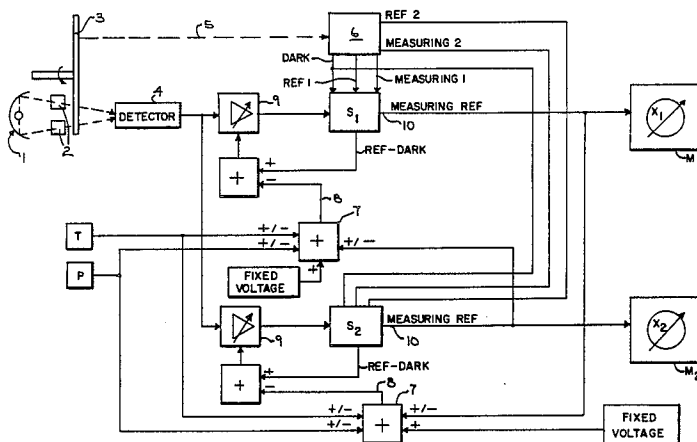 3
5
6
REF 2
MEASURING 2
DARK
REF 1
MEASURING 1
4
DETECTOR
9
S1
MEASURING REF
10
X1
M
1
2
REF-DARK
+
+
−
8
7
T
+/−
+/−
P
+
+/−
FIXED VOLTAGE
+
9
S2
MEASURING REF
10
X2
M2
REF-DARK
+
+
−
8
7
+/−
+/−
+
+/−
+
FIXED VOLTAGE